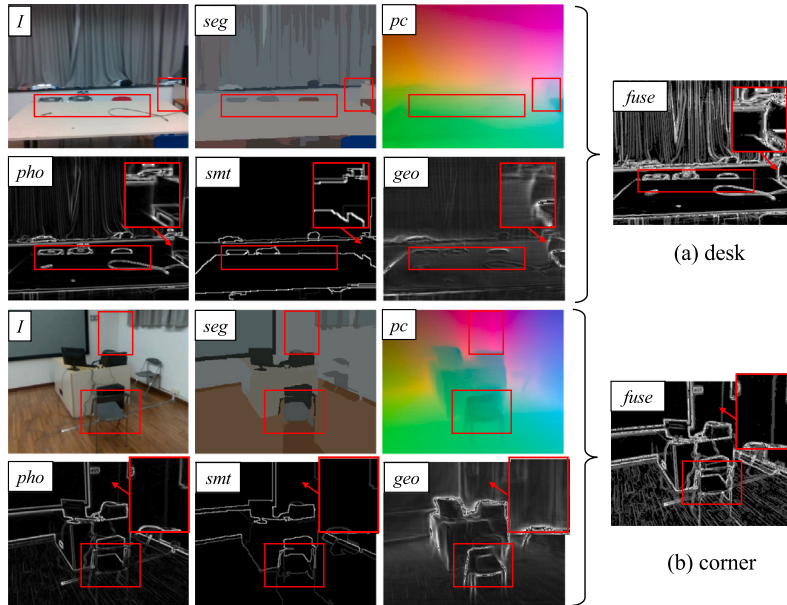 I
seg
pc
pho
smt
geo
fuse
(a) desk
I
seg
pc
pho
smt
geo
fuse
(b) corner